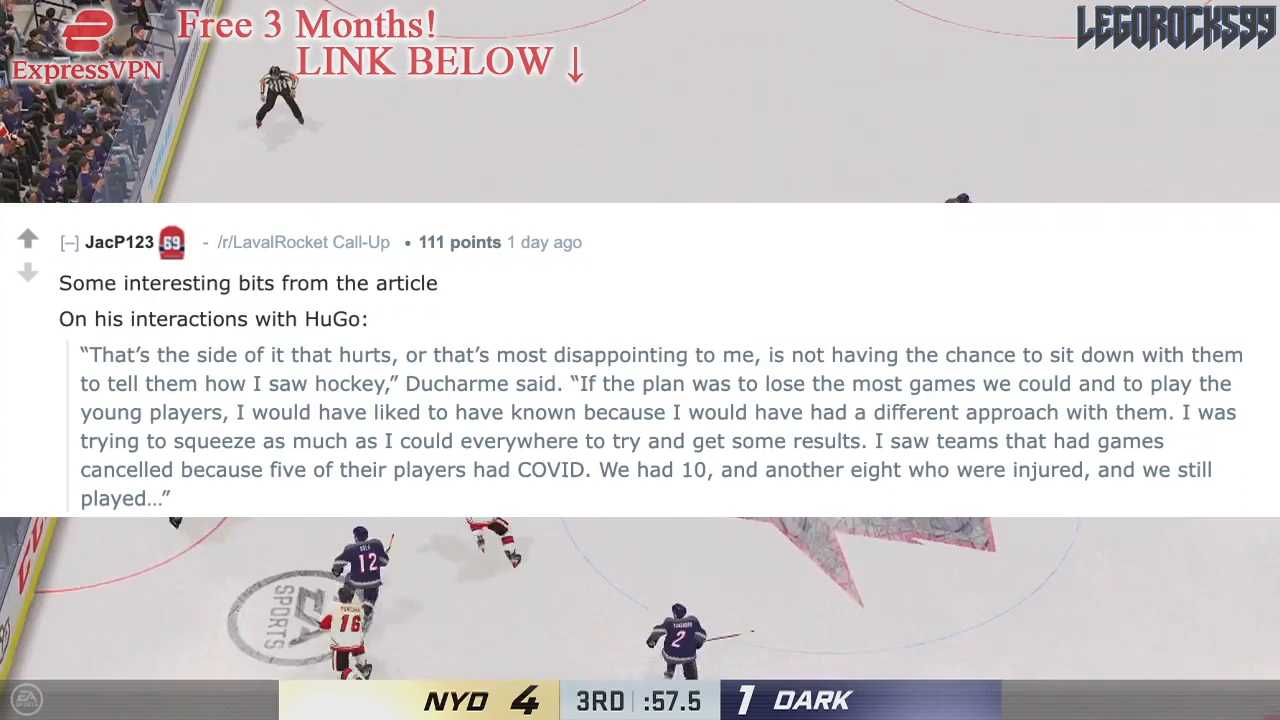 Free 3 Months!
LEGOROCKS99
ExpressVPN
LINK BELOW ↓
[–] JacP123 69 - /r/LavalRocket Call-Up • 111 points 1 day ago
Some interesting bits from the article
On his interactions with HuGo:
“That’s the side of it that hurts, or that’s most disappointing to me, is not having the chance to sit down with them
to tell them how I saw hockey,” Ducharme said. “If the plan was to lose the most games we could and to play the
young players, I would have liked to have known because I would have had a different approach with them. I was
trying to squeeze as much as I could everywhere to try and get some results. I saw teams that had games
cancelled because five of their players had COVID. We had 10, and another eight who were injured, and we still
played…”
12
EA
SPORTS
16
2
EA
SPORTS
NYD 4 3RD :57.5 1 DARK